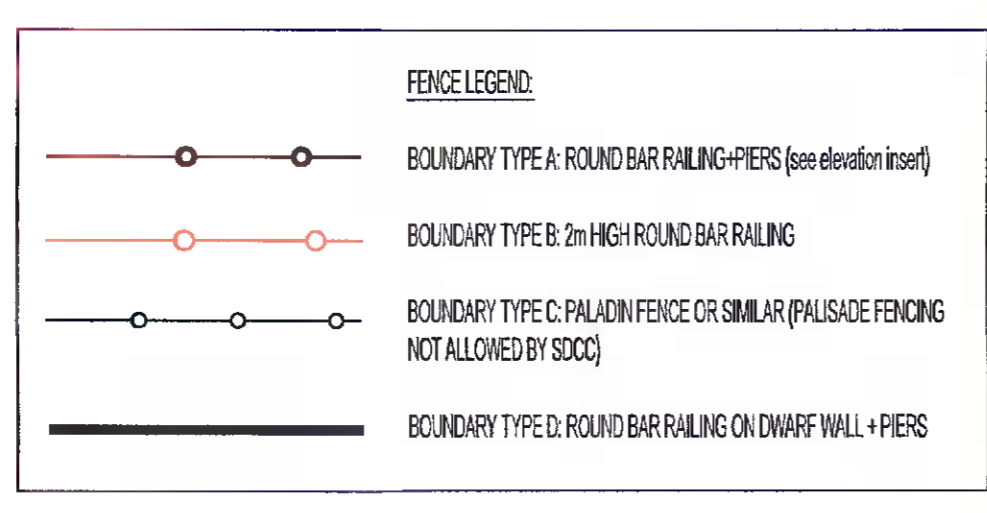 FENCE LEGEND:
BOUNDARY TYPE A: ROUND BAR RAILING+PIERS (see elevation insert)
BOUNDARY TYPE B: 2m HIGH ROUND BAR RAILING
BOUNDARY TYPE C: PALADIN FENCE OR SIMILAR (PALISADE FENCING
NOT ALLOWED BY SDCC)
BOUNDARY TYPE D: ROUND BAR RAILING ON DWARF WALL + PIERS